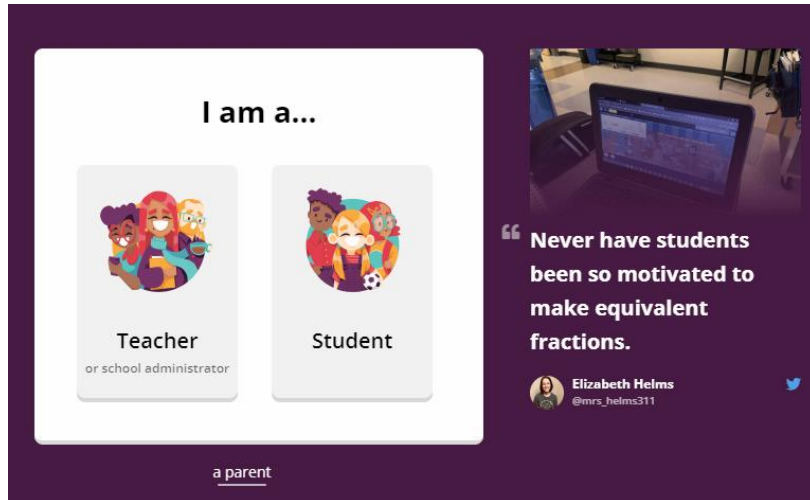 I am a...
Teacher
or school administrator
Student
a parent
“
Never have students
been so motivated to
make equivalent
fractions.
Elizabeth Helms
@mrs_helms311